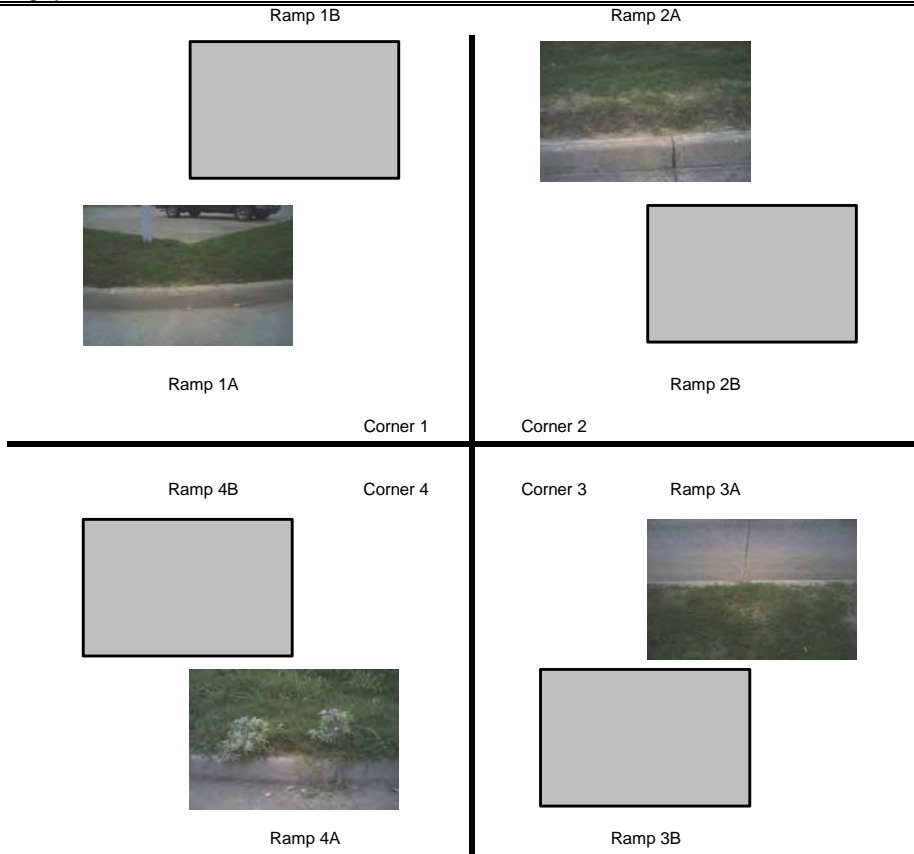 Ramp 1B
Ramp 2A
Ramp 1A
Ramp 2B
Corner 1
Corner 2
Ramp 4B
Corner 4
Corner 3
Ramp 3A
Ramp 4A
Ramp 3B